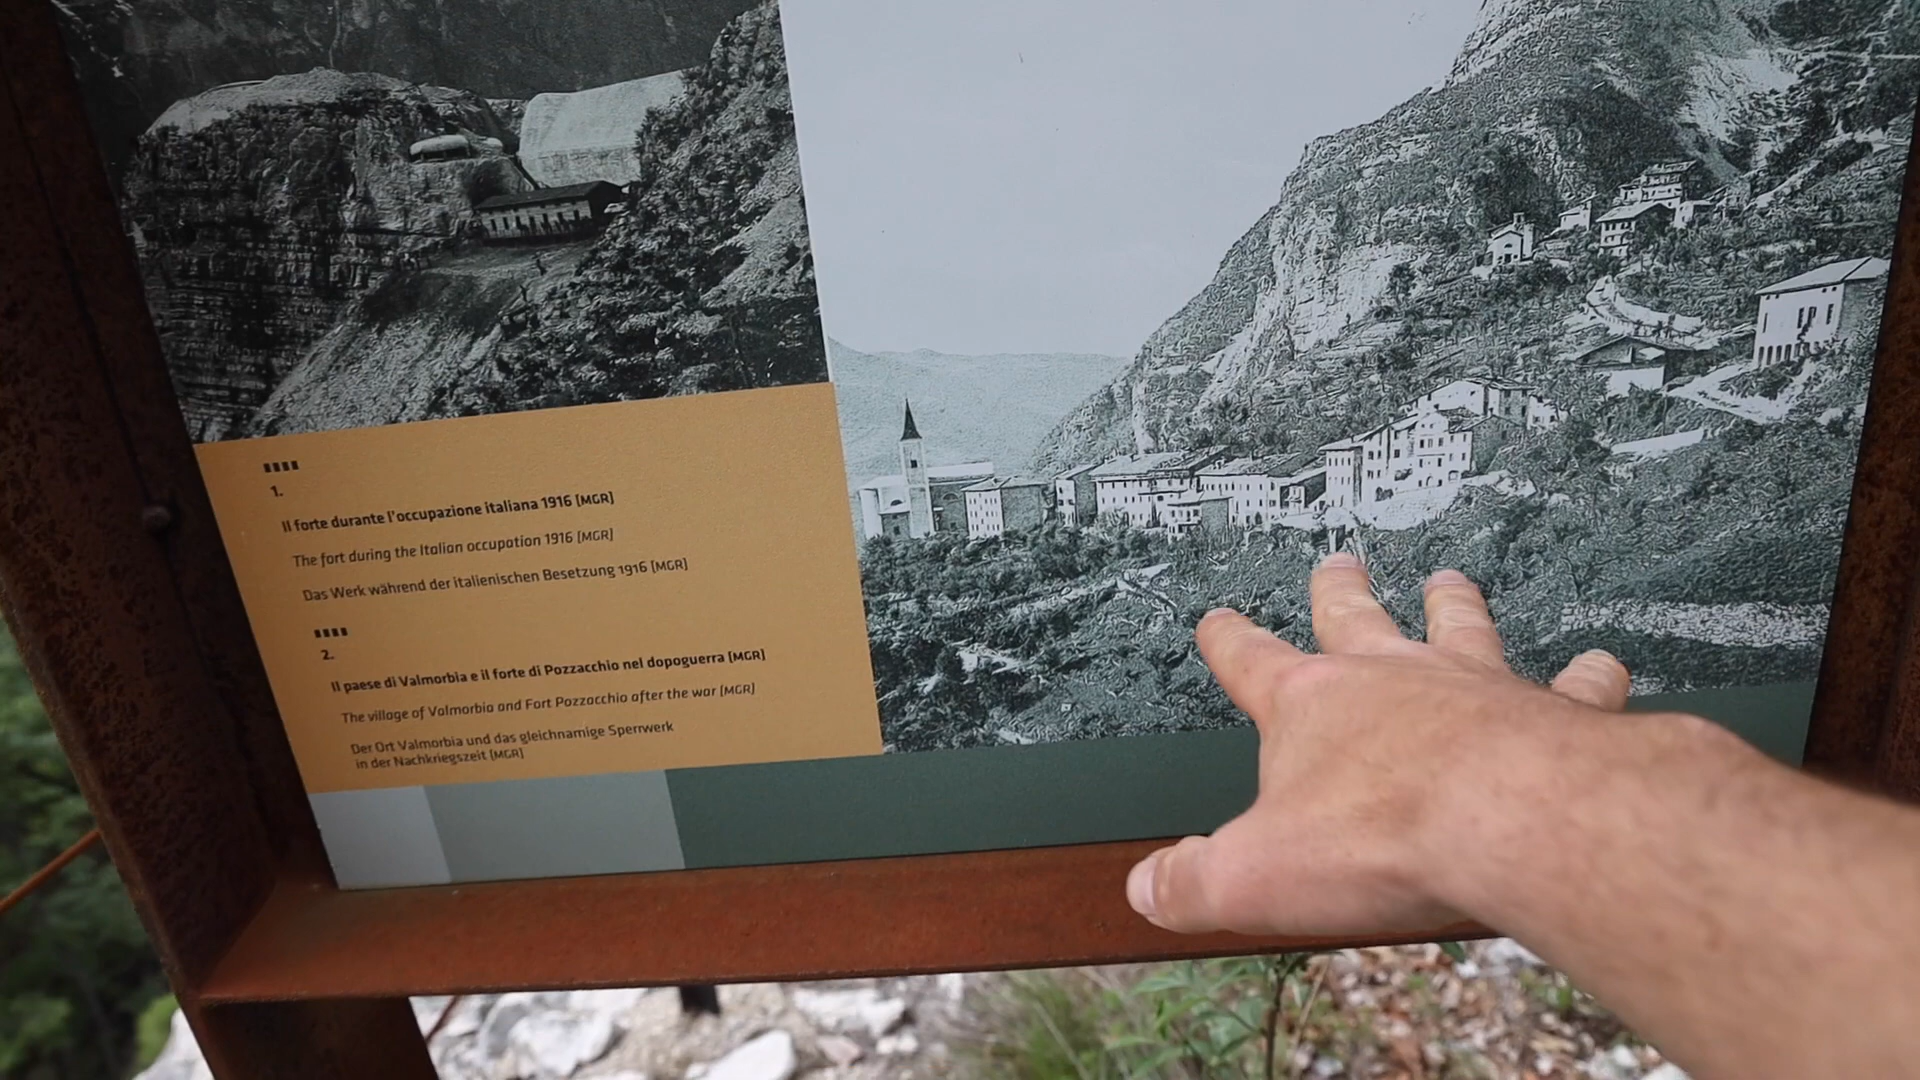 1.
Il forte durante l'occupazione italiana 1916 [MGR]
The fort during the Italian occupation 1916 [MGR]
Das Werk während der italienischen Besetzung 1916 [MGR]
2.
Il paese di Valmorbia e il forte di Pozzacchio nel dopoguerra [MGR]
The village of Valmorbia and Fort Pozzacchio after the war [MGR]
Der Ort Valmorbia und das gleichnamige Sperrwerk
in der Nachkriegszeit [MGR]